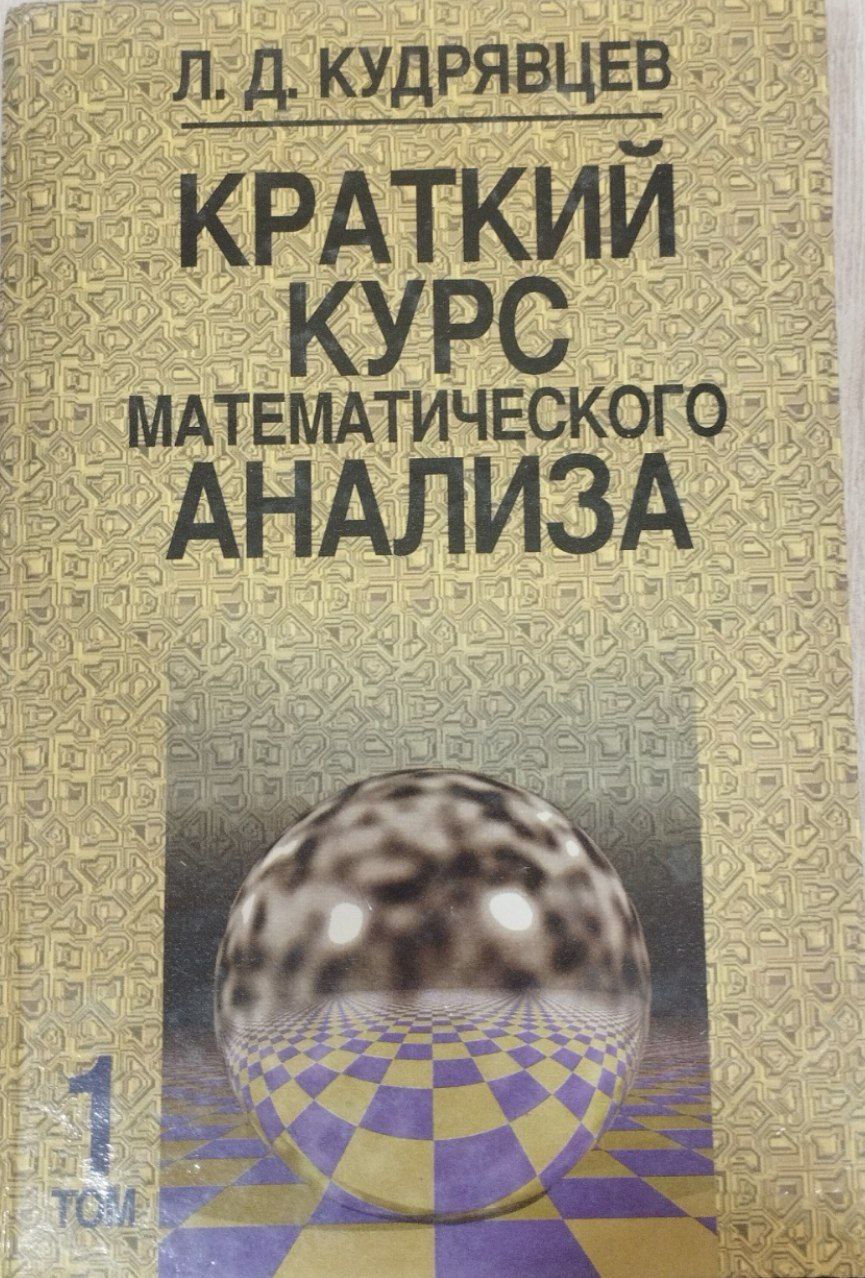 Л. Д. КУДРЯВЦЕВ
КРАТКИЙ
КУРС
МАТЕМАТИЧЕСКОГО
АНАЛИЗА
1
ТОМ